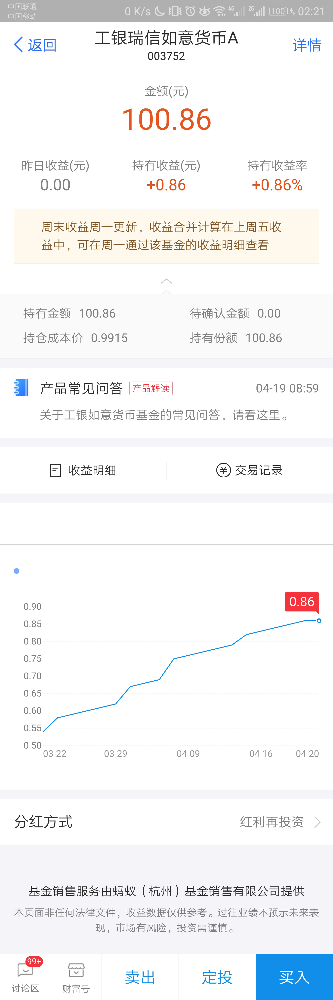 中国联通
中国移动
0 K/s 4G 2G 100 02:21
返回 工银瑞信如意货币A 详情
003752
金额(元)
100.86
昨日收益(元) 持有收益(元) 持有收益率
0.00 +0.86 +0.86%
周末收益周一更新，收益合并计算在上周五收
益中，可在周一通过该基金的收益明细查看
持有金额 100.86 待确认金额 0.00
持仓成本价 0.9915 持有份额 100.86
产品常见问答 产品解读 04-19 08:59
关于工银如意货币基金的常见问答，请看这里。
收益明细 交易记录
0.86
0.90
0.85
0.80
0.75
0.70
0.65
0.60
0.55
0.50
03-22 03-29 04-09 04-16 04-20
分红方式 红利再投资
基金销售服务由蚂蚁（杭州）基金销售有限公司提供
本页面非任何法律文件，收益数据仅供参考。过往业绩不预示未来表
现，市场有风险，投资需谨慎。
99+
讨论区 财富号 卖出 定投 买入